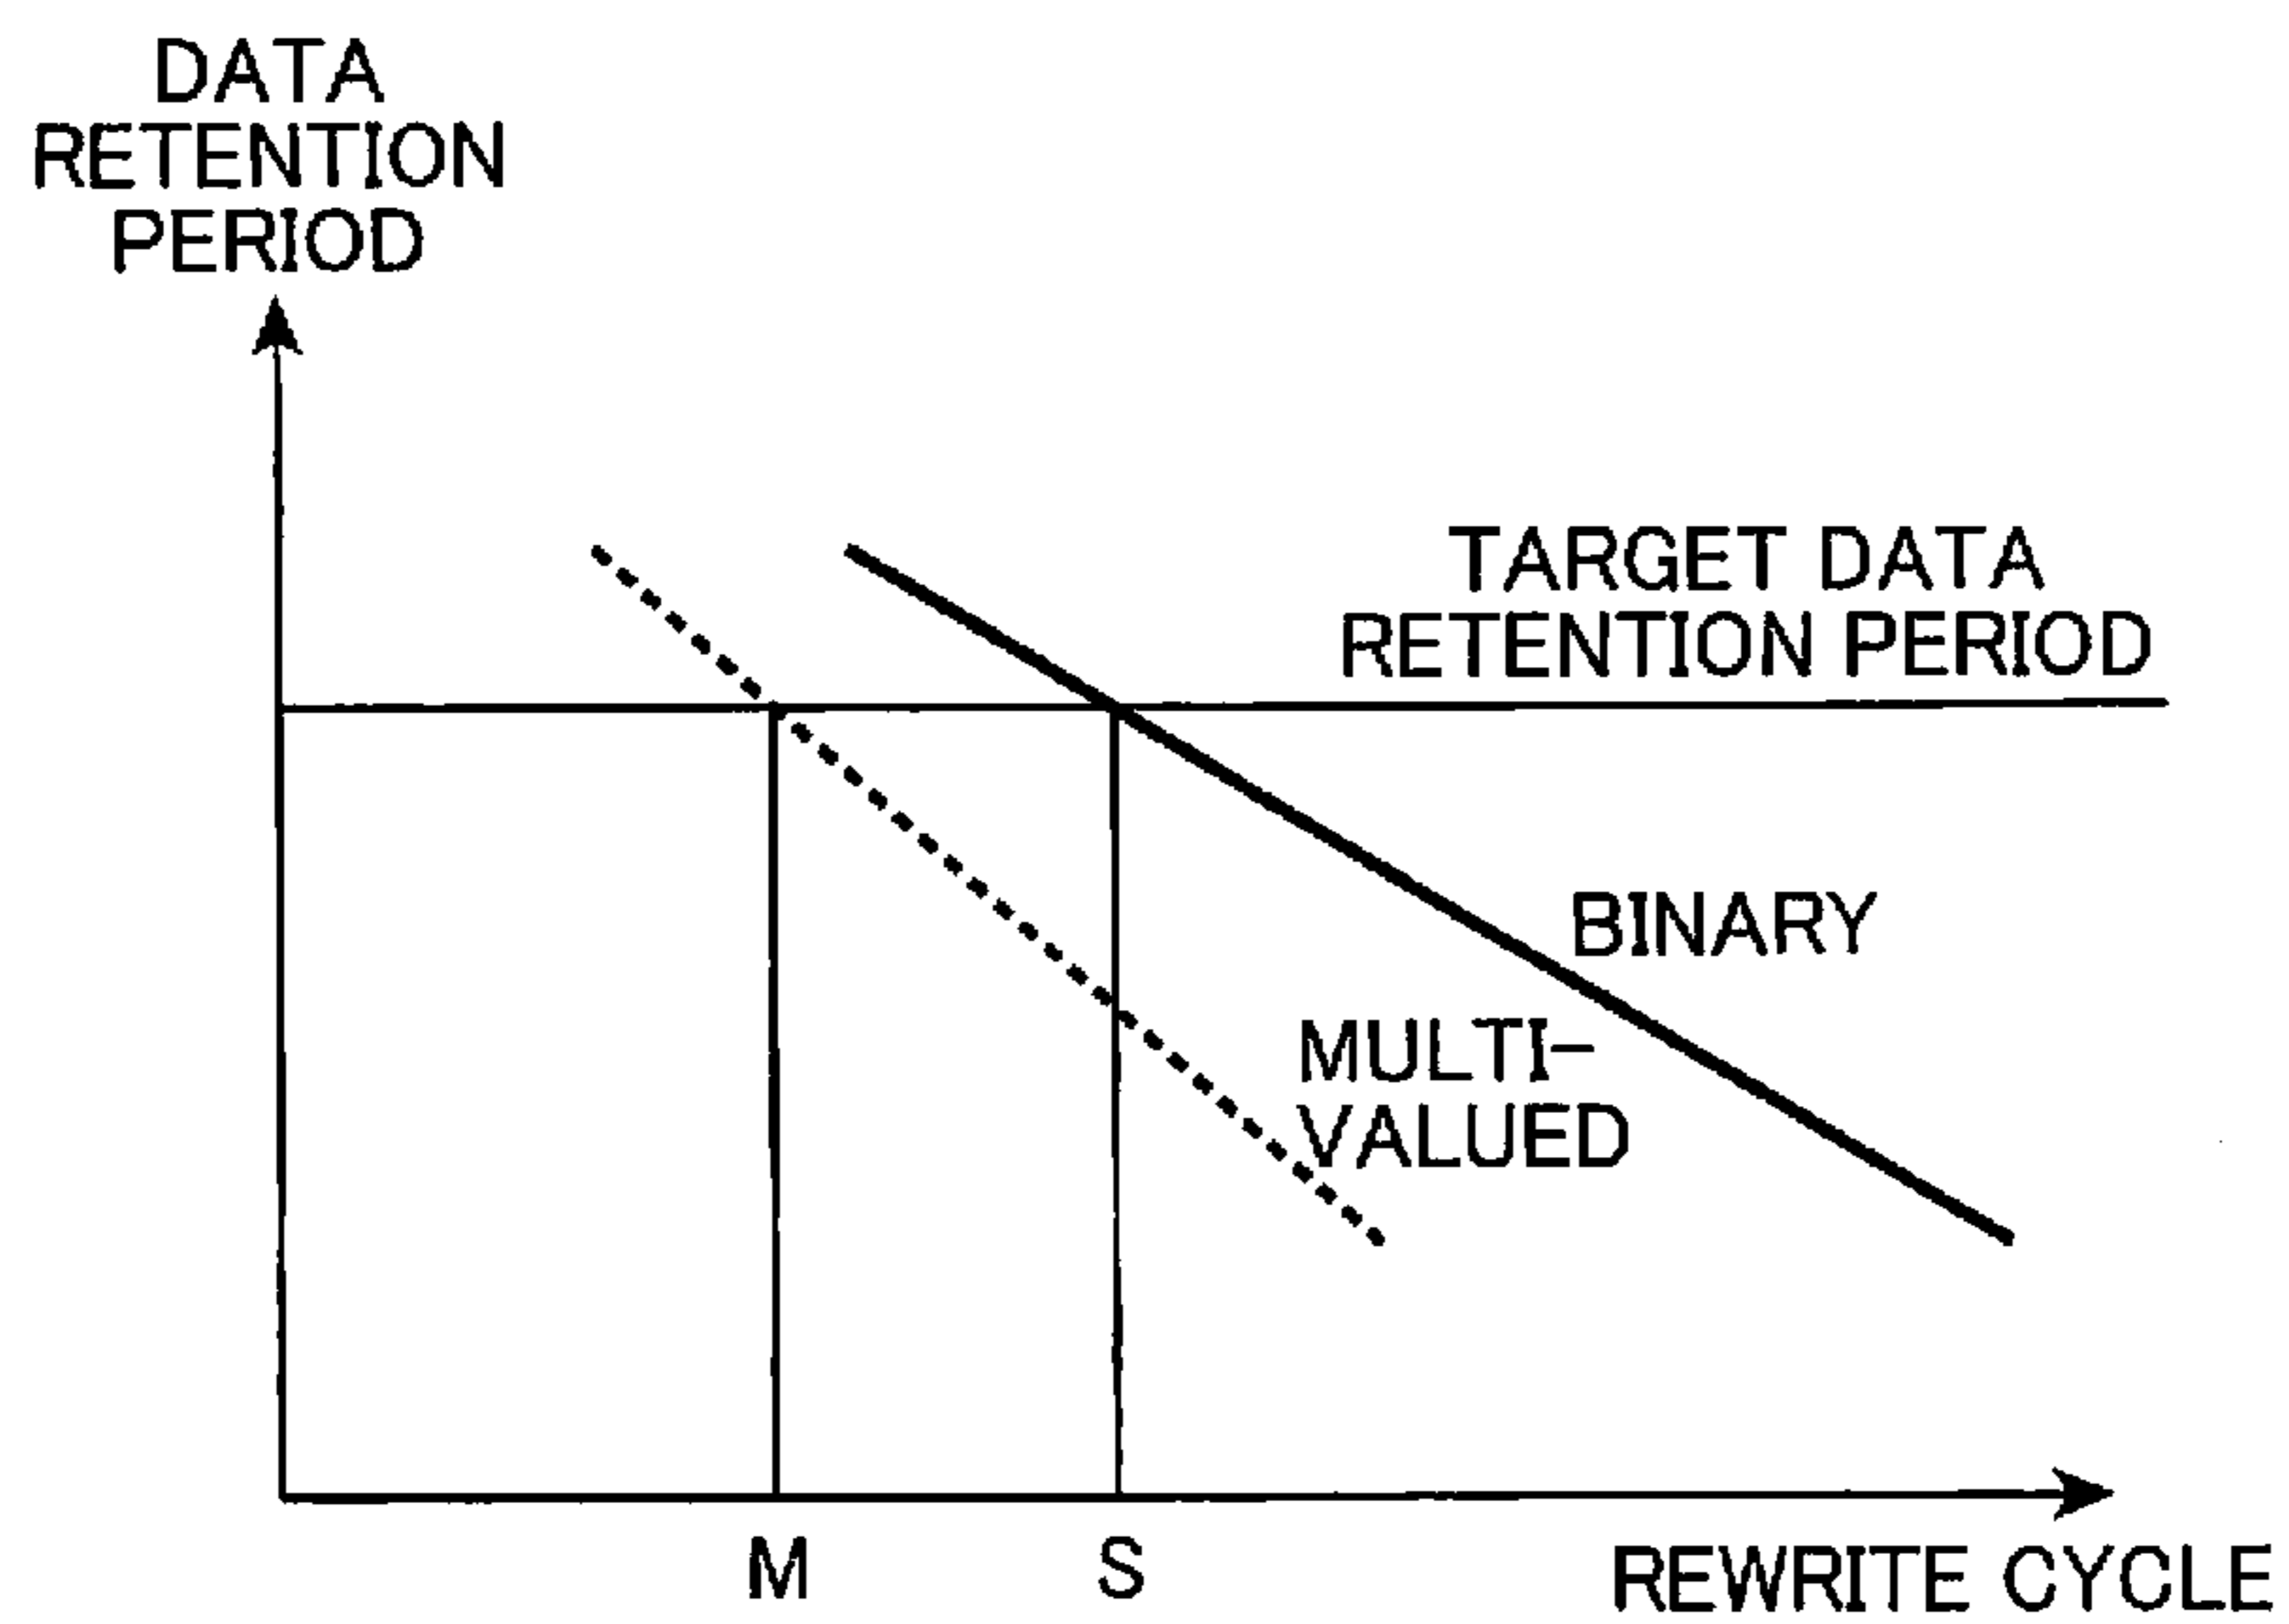 DATA
RETENTION
PERIOD
TARGET DATA
RETENTION PERIOD
BINARY
MULTI-
VALUED
M
S
REWRITE CYCLE